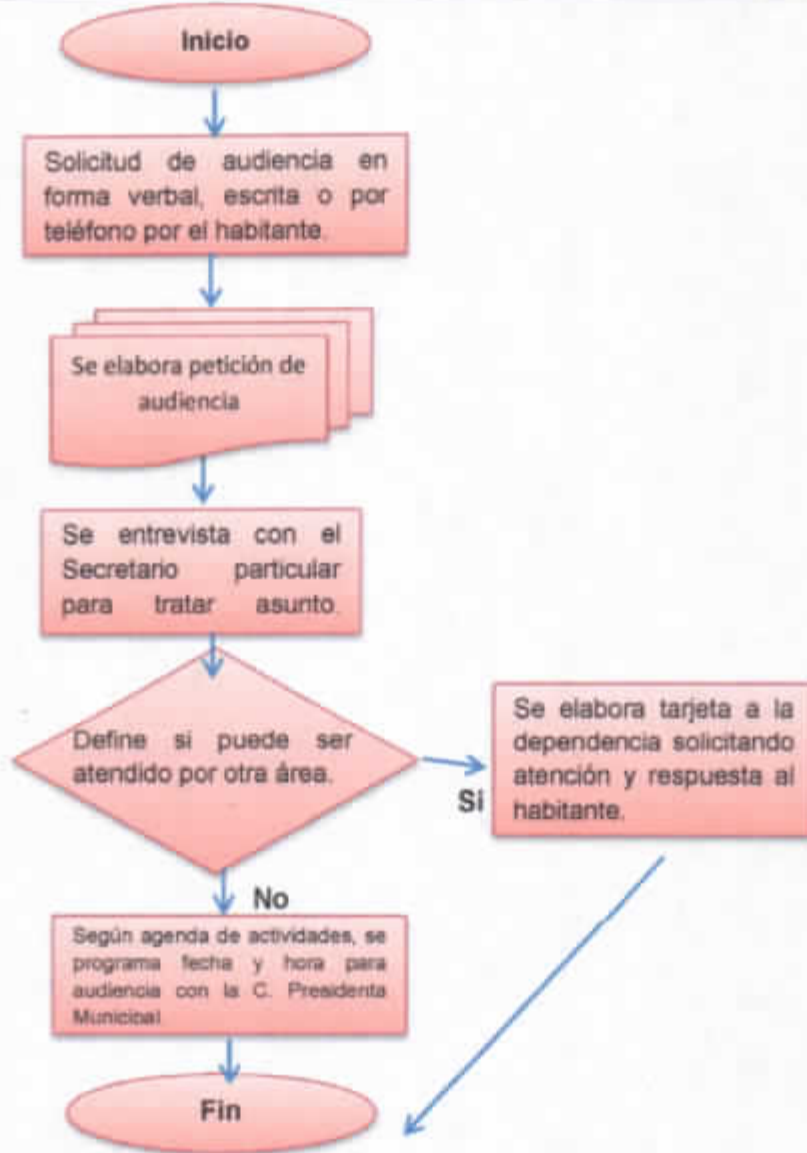 Inicio
Solicitud de audiencia en
forma verbal, escrita o por
teléfono por el habitante.
Se elabora petición de
audiencia
Se entrevista con el
Secretario particular
para tratar asunto.
Define si puede ser
atendido por otra área.
Si
Se elabora tarjeta a la
dependencia solicitando
atención y respuesta al
habitante.
No
Según agenda de actividades, se
programa fecha y hora para
audiencia con la C. Presidenta
Municipal
Fin